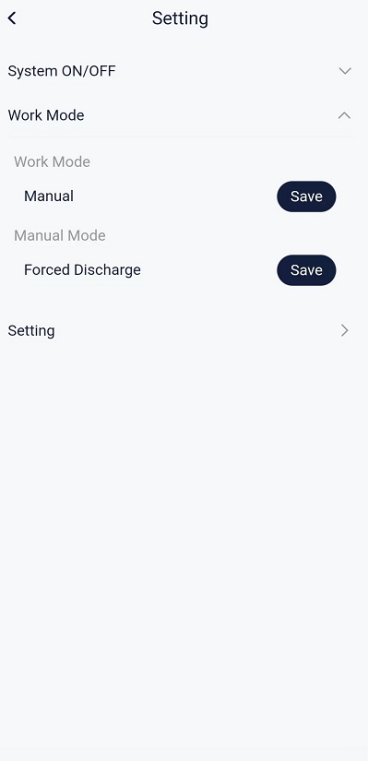 Setting
System ON/OFF
Work Mode
Work Mode
Manual Save
Manual Mode
Forced Discharge Save
Setting